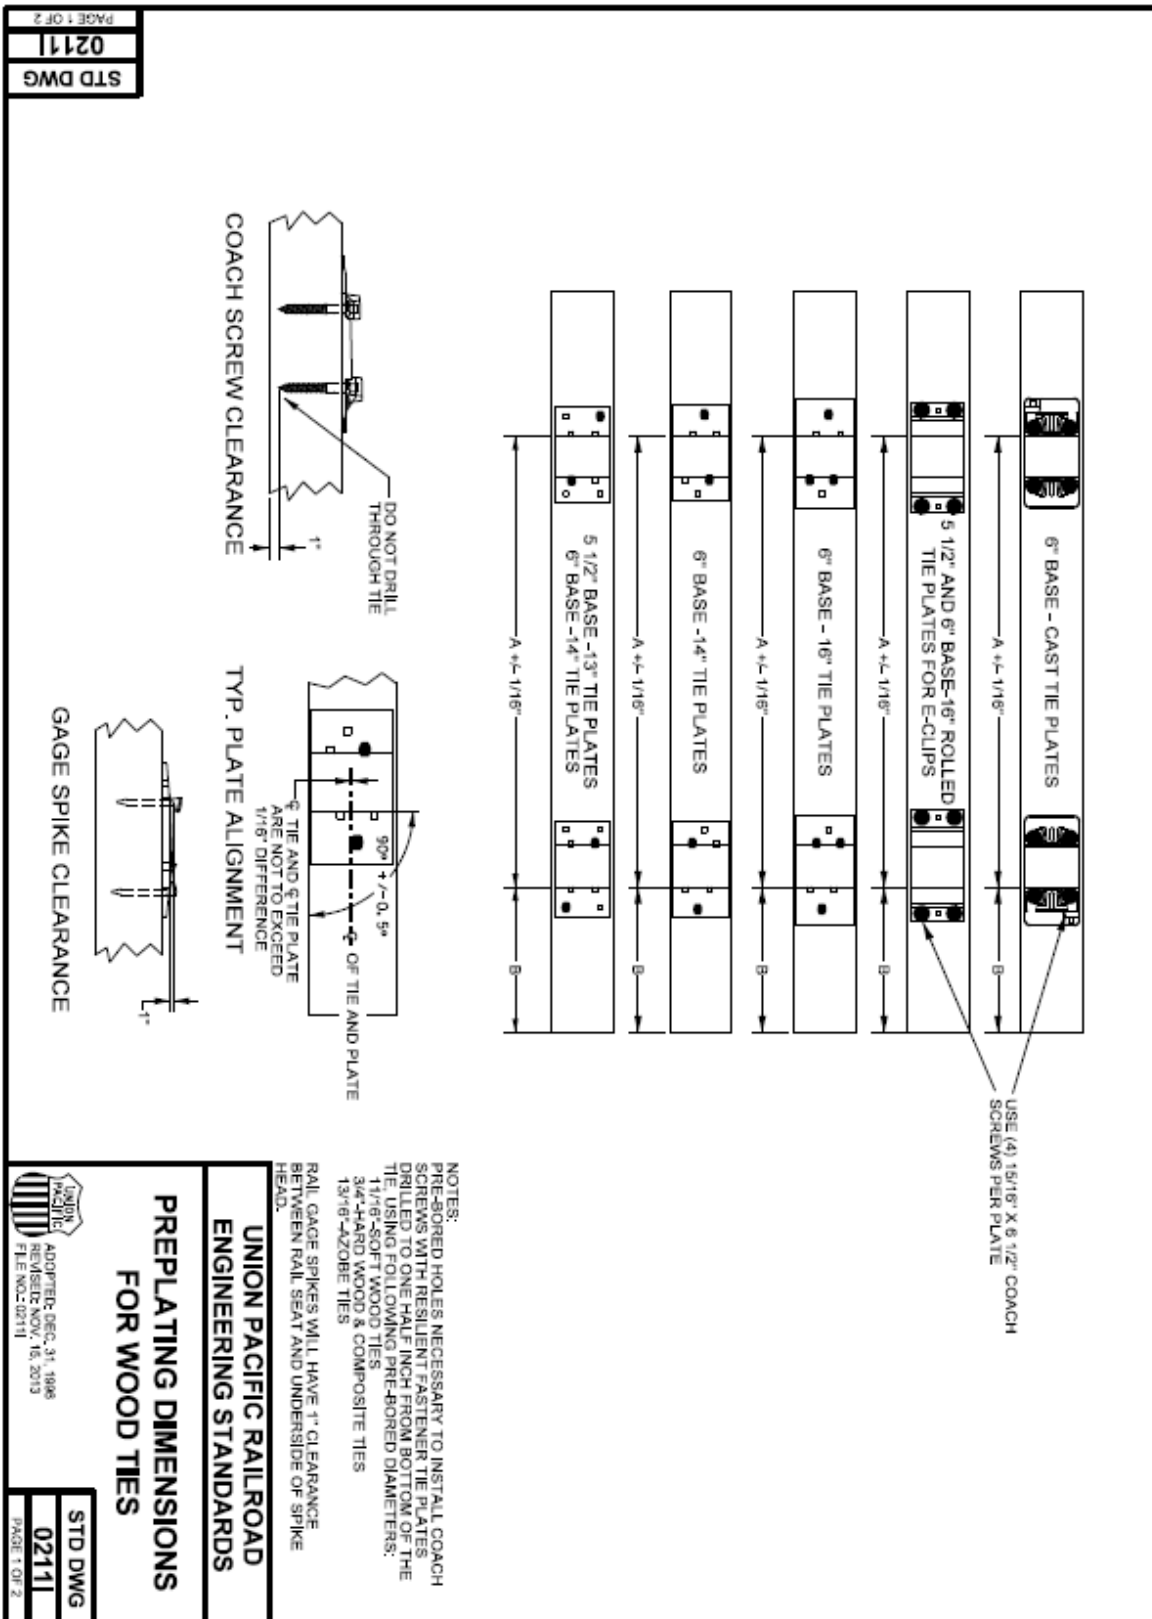 STD DWG
0211I
PAGE 1 OF 2
6" BASE - CAST TIE PLATES
A +/- 1/16"
B
USE (4) 15/16" X 6 1/2" COACH
SCREWS PER PLATE
5 1/2" AND 6" BASE-16" ROLLED
TIE PLATES FOR E-CLIPS
A +/- 1/16"
B
6" BASE - 16" TIE PLATES
A +/- 1/16"
B
6" BASE -14" TIE PLATES
A +/- 1/16"
B
5 1/2" BASE -13" TIE PLATES
6" BASE -14" TIE PLATES
A +/- 1/16"
B
DO NOT DRILL
THROUGH TIE
1"
COACH SCREW CLEARANCE
90° +/-0.5°
℄ OF TIE AND PLATE
℄ TIE AND ℄ TIE PLATE
ARE NOT TO EXCEED
1/16" DIFFERENCE
TYP. PLATE ALIGNMENT
1"
GAGE SPIKE CLEARANCE
NOTES:
PRE-BORED HOLES NECESSARY TO INSTALL COACH
SCREWS WITH RESILIENT FASTENER TIE PLATES
DRILLED TO ONE HALF INCH FROM BOTTOM OF THE
TIE, USING FOLLOWING PRE-BORED DIAMETERS:
11/16"-SOFT WOOD TIES
3/4"-HARD WOOD & COMPOSITE TIES
13/16"-AZOBE TIES
RAIL GAGE SPIKES WILL HAVE 1" CLEARANCE
BETWEEN RAIL SEAT AND UNDERSIDE OF SPIKE
HEAD.
UNION PACIFIC RAILROAD
ENGINEERING STANDARDS
PREPLATING DIMENSIONS
FOR WOOD TIES
UNION
PACIFIC
ADOPTED: DEC. 31, 1998
REVISED: NOV. 15, 2013
FILE NO.: 0211I
STD DWG
0211I
PAGE 1 OF 2